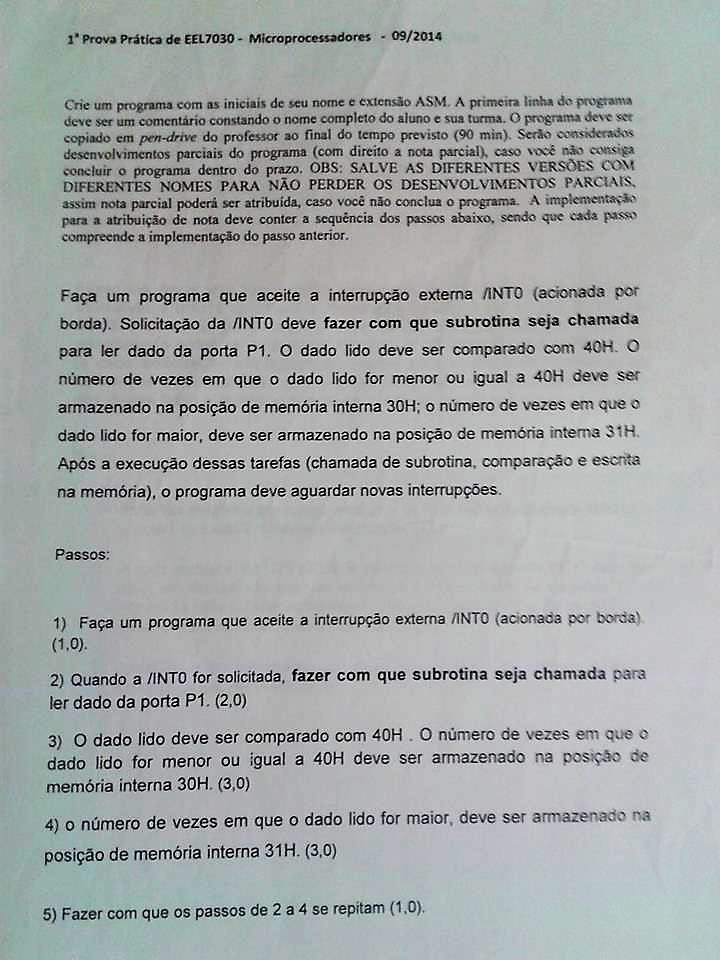 1ª Prova Prática de EEL7030 - Microprocessadores - 09/2014
Crie um programa com as iniciais de seu nome e extensão ASM. A primeira linha do programa
deve ser um comentário constando o nome completo do aluno e sua turma. O programa deve ser
copiado em pen-drive do professor ao final do tempo previsto (90 min). Serão considerados
desenvolvimentos parciais do programa (com direito a nota parcial), caso você não consiga
concluir o programa dentro do prazo. OBS: SALVE AS DIFERENTES VERSÕES COM
DIFERENTES NOMES PARA NÃO PERDER OS DESENVOLVIMENTOS PARCIAIS,
assim nota parcial poderá ser atribuída, caso você não conclua o programa. A implementação
para a atribuição de nota deve conter a sequência dos passos abaixo, sendo que cada passo
compreende a implementação do passo anterior.
Faça um programa que aceite a interrupção externa /INT0 (acionada por
borda). Solicitação da /INT0 deve fazer com que subrotina seja chamada
para ler dado da porta P1. O dado lido deve ser comparado com 40H. O
número de vezes em que o dado lido for menor ou igual a 40H deve ser
armazenado na posição de memória interna 30H; o número de vezes em que o
dado lido for maior, deve ser armazenado na posição de memória interna 31H.
Após a execução dessas tarefas (chamada de subrotina, comparação e escrita
na memória), o programa deve aguardar novas interrupções.
Passos:
1) Faça um programa que aceite a interrupção externa /INT0 (acionada por borda).
(1,0).
2) Quando a /INT0 for solicitada, fazer com que subrotina seja chamada para
ler dado da porta P1. (2,0)
3) O dado lido deve ser comparado com 40H . O número de vezes em que o
dado lido for menor ou igual a 40H deve ser armazenado na posição de
memória interna 30H. (3,0)
4) o número de vezes em que o dado lido for maior, deve ser armazenado na
posição de memória interna 31H. (3,0)
5) Fazer com que os passos de 2 a 4 se repitam (1,0).